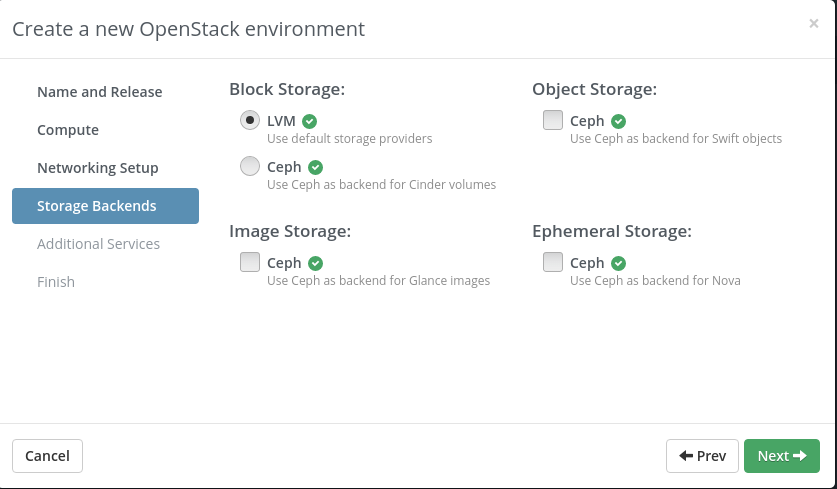 Create a new OpenStack environment
×
Name and Release
Compute
Networking Setup
Storage Backends
Additional Services
Finish
Block Storage:
LVM
Use default storage providers
Ceph
Use Ceph as backend for Cinder volumes
Object Storage:
Ceph
Use Ceph as backend for Swift objects
Image Storage:
Ceph
Use Ceph as backend for Glance images
Ephemeral Storage:
Ceph
Use Ceph as backend for Nova
Cancel
Prev
Next